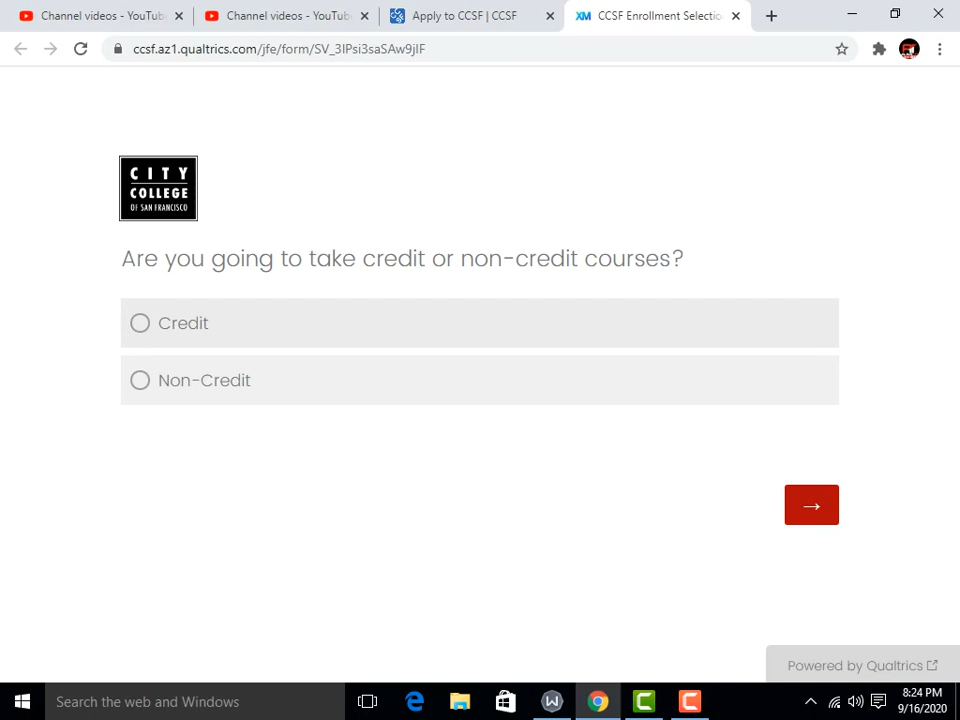 Channel videos - YouTub
Channel videos - YouTub
Apply to CCSF | CCSF
XM CCSF Enrollment Selectio
ccsf.az1.qualtrics.com/jfe/form/SV_3IPsi3saSAw9jIF
CITY
COLLEGE
OF SAN FRANCISCO
Are you going to take credit or non-credit courses?
Credit
Non-Credit
→
Powered by Qualtrics
Search the web and Windows
8:24 PM
9/16/2020